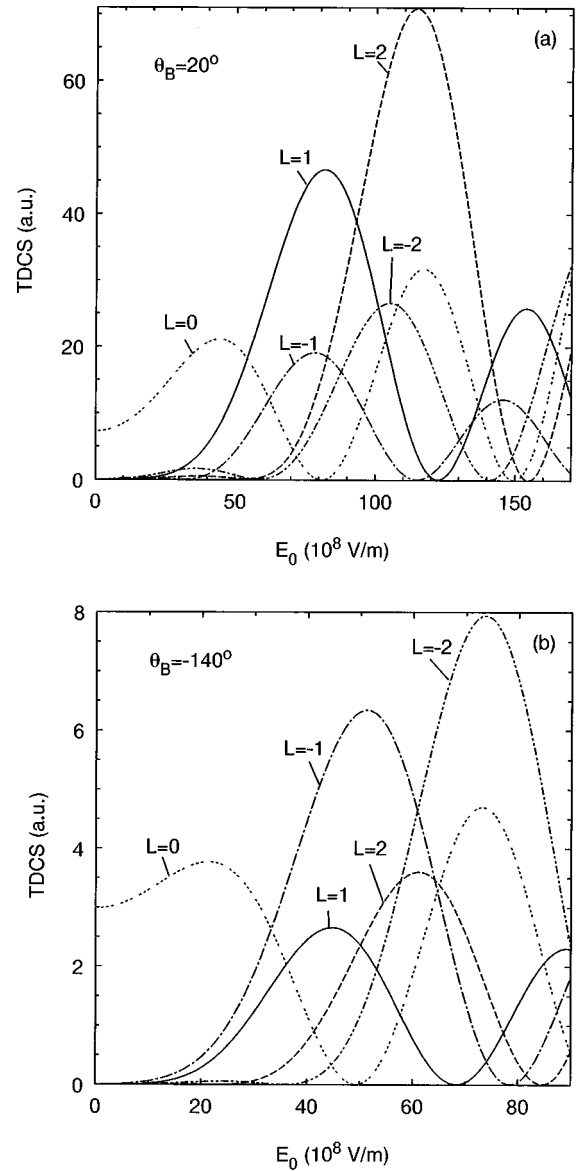 (a)
θB=20o
L=2
60
L=1
TDCS (a.u.)
40
L=-2
L=0
L=-1
20
0
0 50 100 150
E0 (10^8 V/m)
8
(b)
θB=-140o
L=-2
6
L=-1
TDCS (a.u.)
L=0
L=2
4
L=1
2
0
0 20 40 60 80
E0 (10^8 V/m)